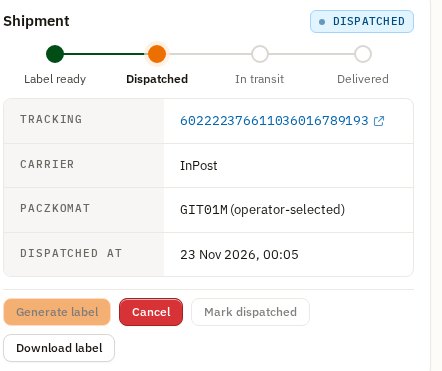 Shipment
DISPATCHED
Label ready
Dispatched
In transit
Delivered
TRACKING
602222376611036016789193
CARRIER
InPost
PACZKOMAT
GIT01M (operator-selected)
DISPATCHED AT
23 Nov 2026, 00:05
Generate label
Cancel
Mark dispatched
Download label